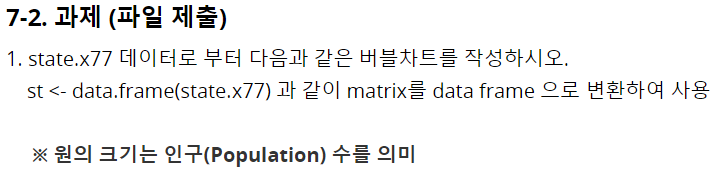 7-2. 과제 (파일 제출)
1. state.x77 데이터로 부터 다음과 같은 버블차트를 작성하시오.
st <- data.frame(state.x77) 과 같이 matrix를 data frame 으로 변환하여 사용
※ 원의 크기는 인구(Population) 수를 의미